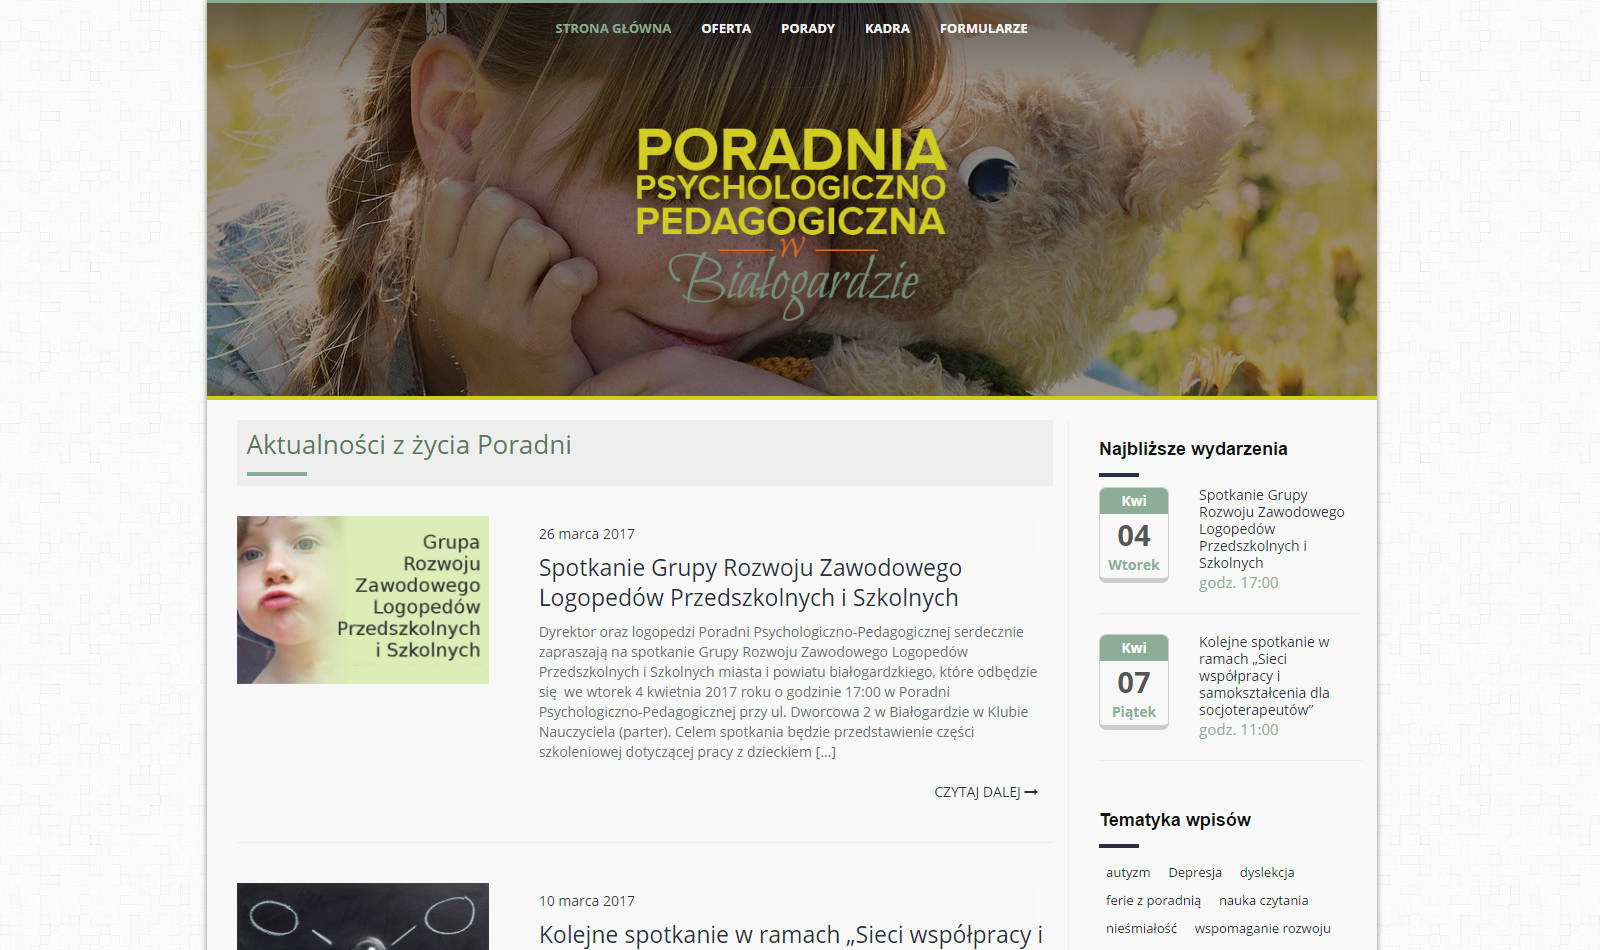 STRONA GŁÓWNA OFERTA PORADY KADRA FORMULARZE
PORADNIA
PSYCHOLOGICZNO
PEDAGOGICZNA
w
Białogardzie
Aktualności z życia Poradni
Grupa
Rozwoju
Zawodowego
Logopedów
Przedszkolnych
i Szkolnych
26 marca 2017
Spotkanie Grupy Rozwoju Zawodowego
Logopedów Przedszkolnych i Szkolnych
Dyrektor oraz logopedzi Poradni Psychologiczno-Pedagogicznej serdecznie
zapraszają na spotkanie Grupy Rozwoju Zawodowego Logopedów
Przedszkolnych i Szkolnych miasta i powiatu białogardzkiego, które odbędzie
się we wtorek 4 kwietnia 2017 roku o godzinie 17:00 w Poradni
Psychologiczno-Pedagogicznej przy ul. Dworcowa 2 w Białogardzie w Klubie
Nauczyciela (parter). Celem spotkania będzie przedstawienie części
szkoleniowej dotyczącej pracy z dzieckiem [...]
CZYTAJ DALEJ
10 marca 2017
Kolejne spotkanie w ramach „Sieci współpracy i
Najbliższe wydarzenia
Kwi
04
Wtorek
Spotkanie Grupy
Rozwoju Zawodowego
Logopedów
Przedszkolnych i
Szkolnych
godz. 17:00
Kwi
07
Piątek
Kolejne spotkanie w
ramach „Sieci
współpracy i
samokształcenia dla
socjoterapeutów”
godz. 11:00
Tematyka wpisów
autyzm Depresja dysleksja
ferie z poradnią nauka czytania
nieśmiałość wspomaganie rozwoju